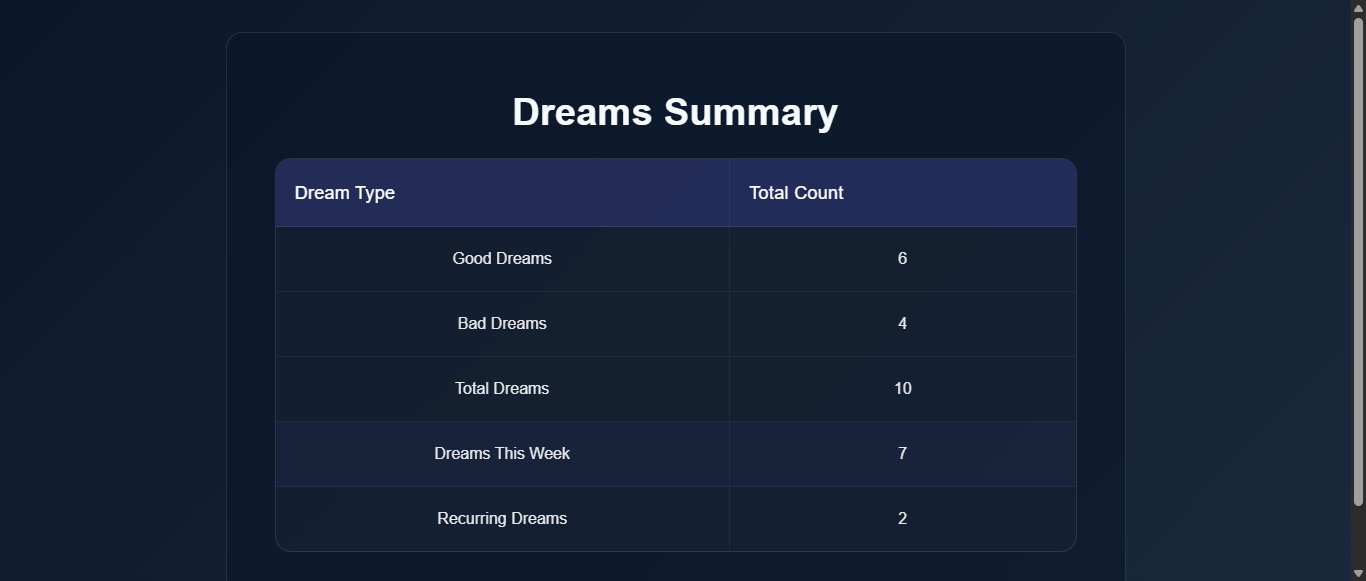 Dreams Summary
Dream Type Total Count
Good Dreams 6
Bad Dreams 4
Total Dreams 10
Dreams This Week 7
Recurring Dreams 2